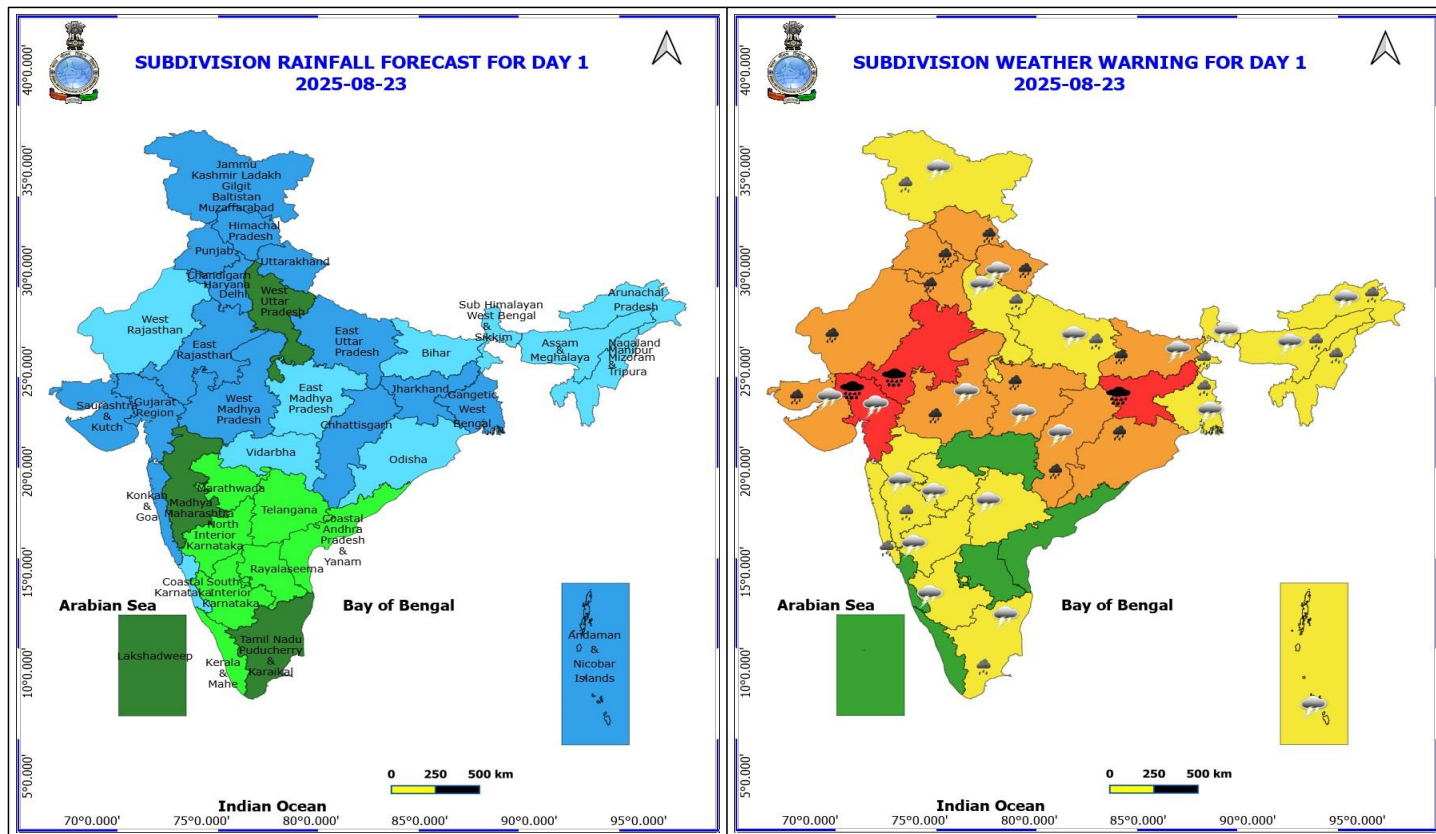 SUBDIVISION RAINFALL FORECAST FOR DAY 1
2025-08-23
40°0.000'
35°0.000'
30°0.000'
25°0.000'
20°0.000'
15°0.000'
10°0.000'
5°0.000'
Jammu
Kashmir Ladakh
Gilgit
Baltistan
Muzaffarabad
Himachal
Pradesh
Punjab
Uttarakhand
Chandigarh
Haryana
Delhi
West
Uttar
Pradesh
West
Rajasthan
East
Rajasthan
East
Uttar
Pradesh
Sub Himalayan
West Bengal
&
Sikkim
Arunachal
Pradesh
Assam
&
Meghalaya
Nagaland
Manipur
Mizoram
&
Tripura
Bihar
Jharkhand
Gangetic
West
Bengal
Saurashtra
&
Kutch
Gujarat
Region
West
Madhya
Pradesh
East
Madhya
Pradesh
Chhattisgarh
Vidarbha
Odisha
Konkan
&
Goa
Madhya
Maharashtra
Marathwada
Telangana
North
Interior
Karnataka
Coastal
Andhra
Pradesh
&
Yanam
Rayalaseema
Coastal
Karnataka
South
Interior
Karnataka
Arabian Sea
Bay of Bengal
Lakshadweep
Kerala
&
Mahe
Tamil Nadu
Puducherry
&
Karaikal
Andaman
&
Nicobar
Islands
0 250 500 km
Indian Ocean
70°0.000' 75°0.000' 80°0.000' 85°0.000' 90°0.000' 95°0.000'
SUBDIVISION WEATHER WARNING FOR DAY 1
2025-08-23
40°0.000'
35°0.000'
30°0.000'
25°0.000'
20°0.000'
15°0.000'
10°0.000'
5°0.000'
Arabian Sea
Bay of Bengal
0 250 500 km
Indian Ocean
70°0.000' 75°0.000' 80°0.000' 85°0.000' 90°0.000' 95°0.000'